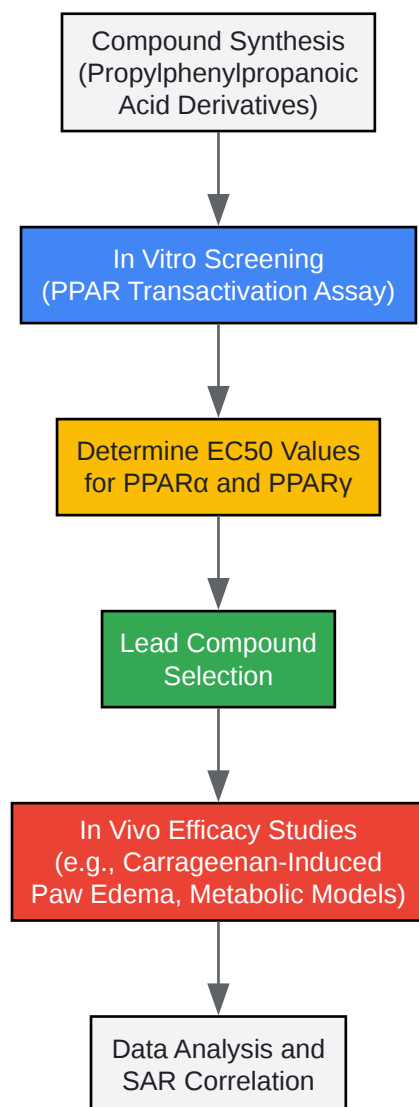 Compound Synthesis
(Propylphenylpropanoic
Acid Derivatives)
In Vitro Screening
(PPAR Transactivation Assay)
Determine EC50 Values
for PPARα and PPARγ
Lead Compound
Selection
In Vivo Efficacy Studies
(e.g., Carrageenan-Induced
Paw Edema, Metabolic Models)
Data Analysis and
SAR Correlation